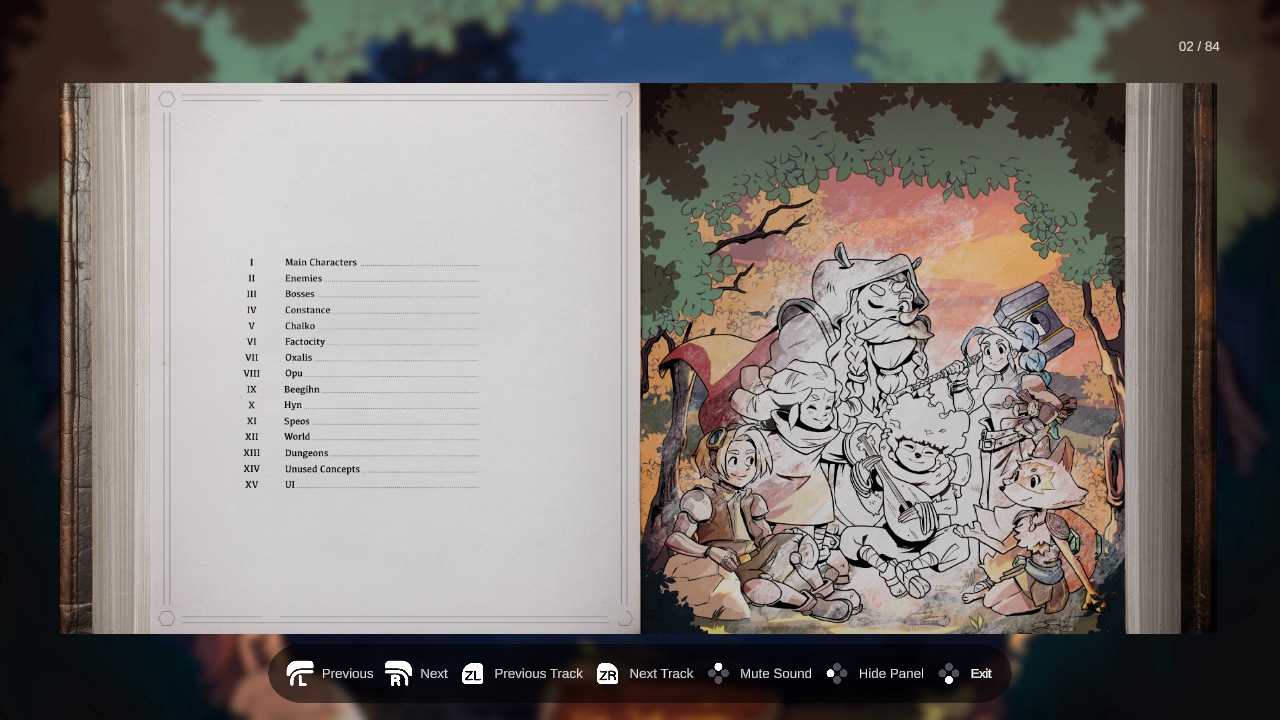 02 / 84
I Main Characters
II Enemies
III Bosses
IV Constance
V Chalko
VI Factocity
VII Oxalis
VIII Opu
IX Beegihn
X Hyn
XI Speos
XII World
XIII Dungeons
XIV Unused Concepts
XV UI
L Previous R Next ZL Previous Track ZR Next Track Mute Sound Hide Panel Exit